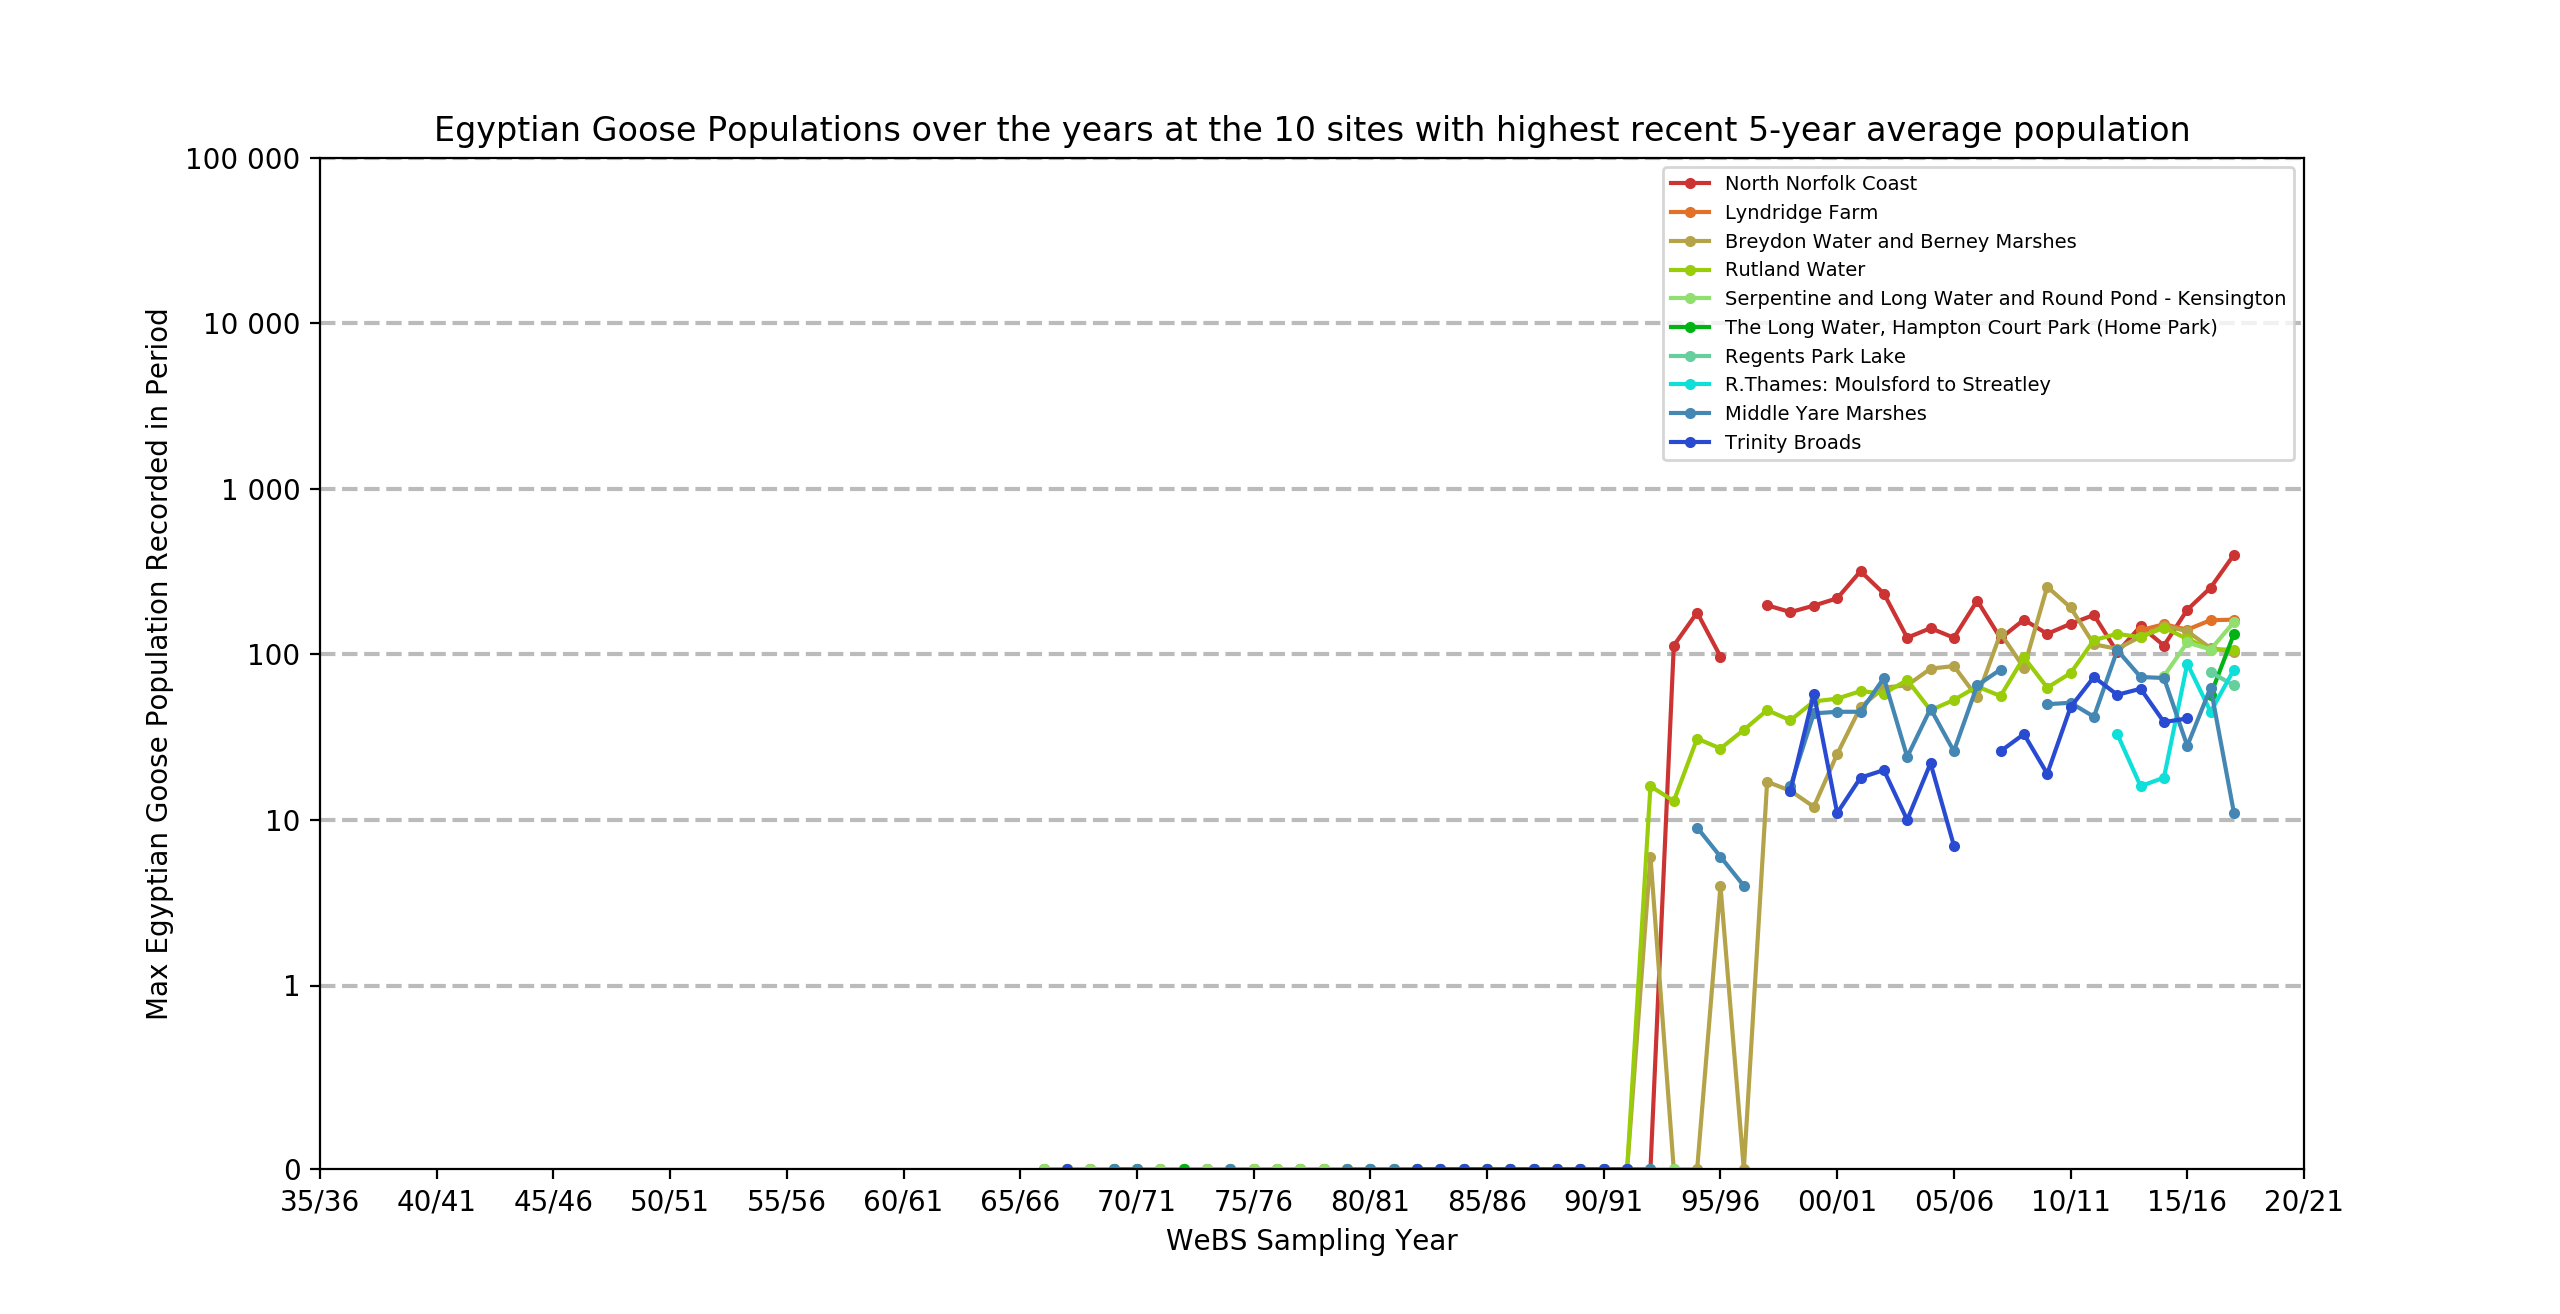 Egyptian Goose Populations over the years at the 10 sites with highest recent 5-year average population
100 000
10 000
1 000
100
10
1
0
Max Egyptian Goose Population Recorded in Period
North Norfolk Coast
Lyndridge Farm
Breydon Water and Berney Marshes
Rutland Water
Serpentine and Long Water and Round Pond - Kensington
The Long Water, Hampton Court Park (Home Park)
Regents Park Lake
R.Thames: Moulsford to Streatley
Middle Yare Marshes
Trinity Broads
35/36 40/41 45/46 50/51 55/56 60/61 65/66 70/71 75/76 80/81 85/86 90/91 95/96 00/01 05/06 10/11 15/16 20/21
WeBS Sampling Year